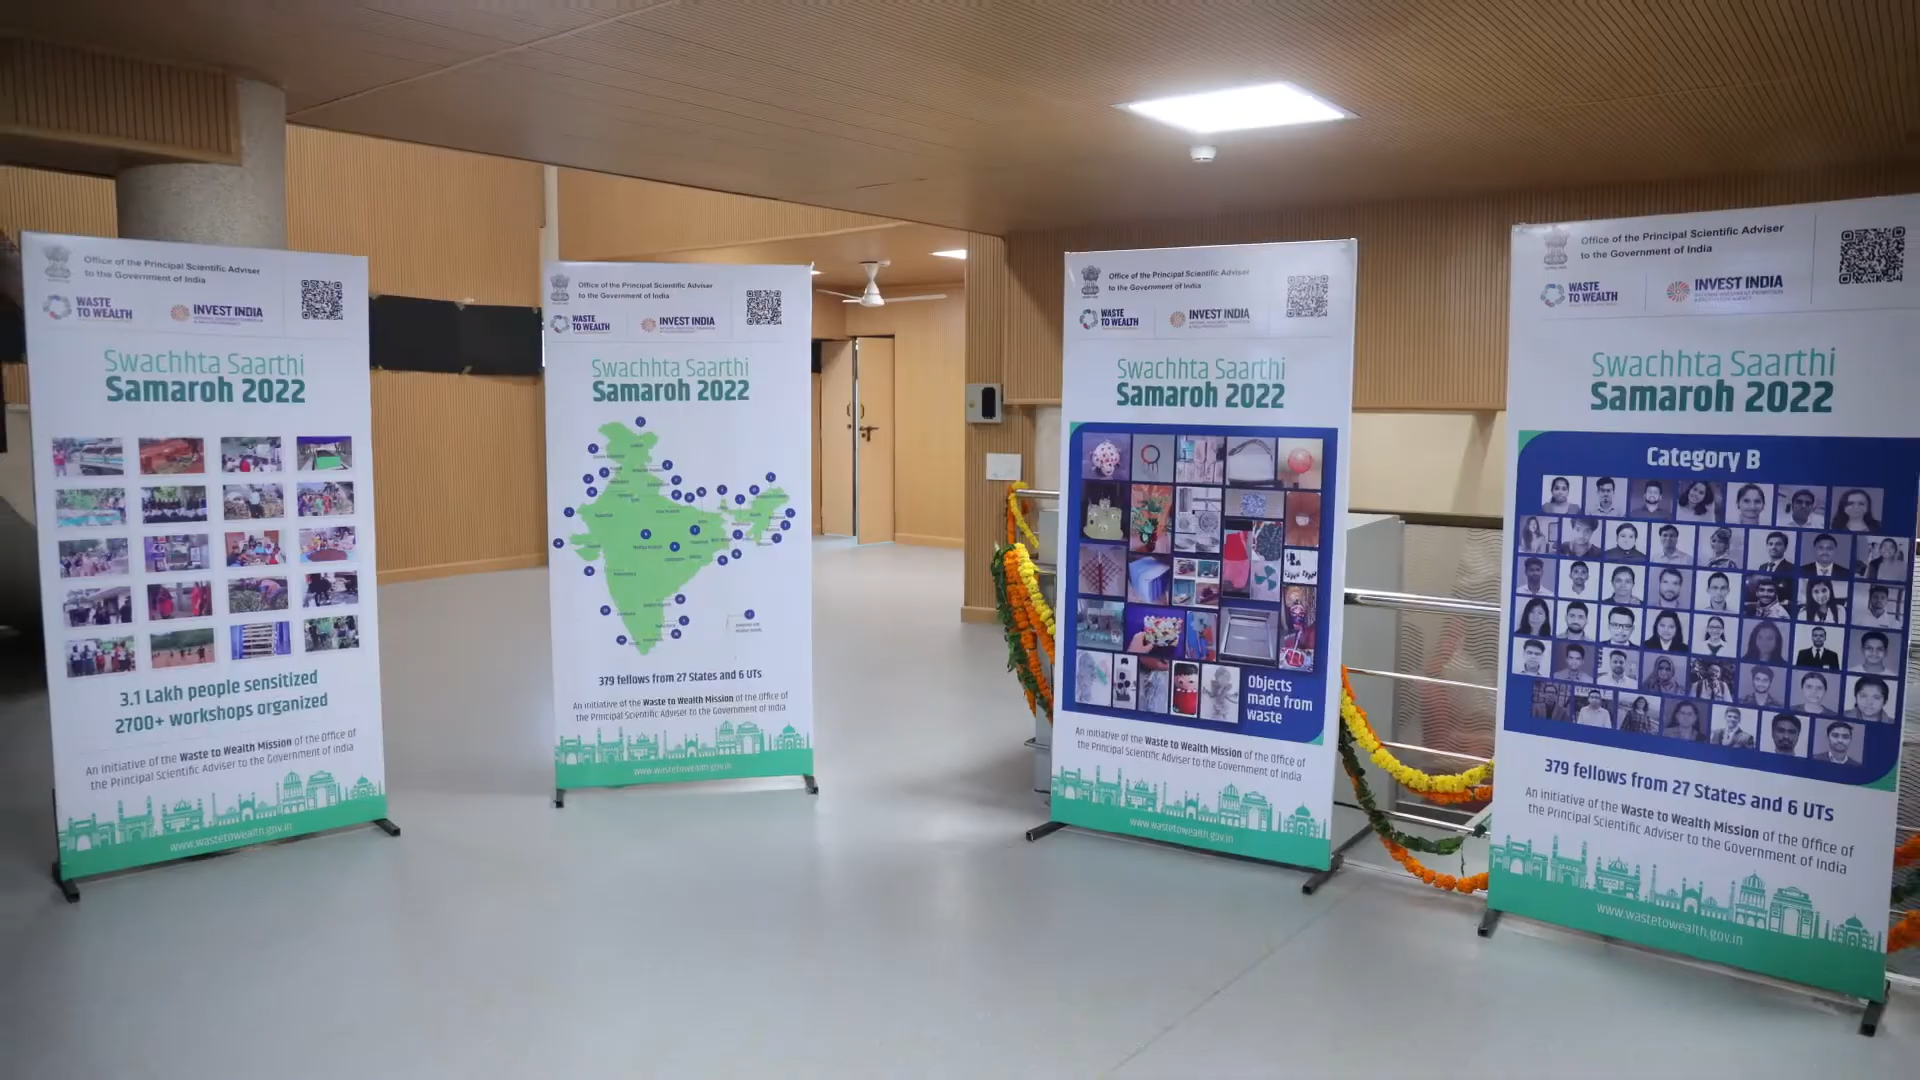 Office of the Principal Scientific Adviser
to the Government of India
WASTE
TO WEALTH
INVEST INDIA
Swachhta Saarthi
Samaroh 2022
3.1 Lakh people sensitized
2700+ workshops organized
An initiative of the Waste to Wealth Mission of the Office of
the Principal Scientific Adviser to the Government of India
www.wastetowealth.gov.in
Office of the Principal Scientific Adviser
to the Government of India
WASTE
TO WEALTH
INVEST INDIA
Swachhta Saarthi
Samaroh 2022
379 fellows from 27 States and 6 UTs
An initiative of the Waste to Wealth Mission of the Office of
the Principal Scientific Adviser to the Government of India
www.wastetowealth.gov.in
Office of the Principal Scientific Adviser
to the Government of India
WASTE
TO WEALTH
INVEST INDIA
Swachhta Saarthi
Samaroh 2022
Objects
made from
waste
An initiative of the Waste to Wealth Mission of the Office of
the Principal Scientific Adviser to the Government of India
www.wastetowealth.gov.in
Office of the Principal Scientific Adviser
to the Government of India
WASTE
TO WEALTH
INVEST INDIA
Swachhta Saarthi
Samaroh 2022
Category B
379 fellows from 27 States and 6 UTs
An initiative of the Waste to Wealth Mission of the Office of
the Principal Scientific Adviser to the Government of India
www.wastetowealth.gov.in